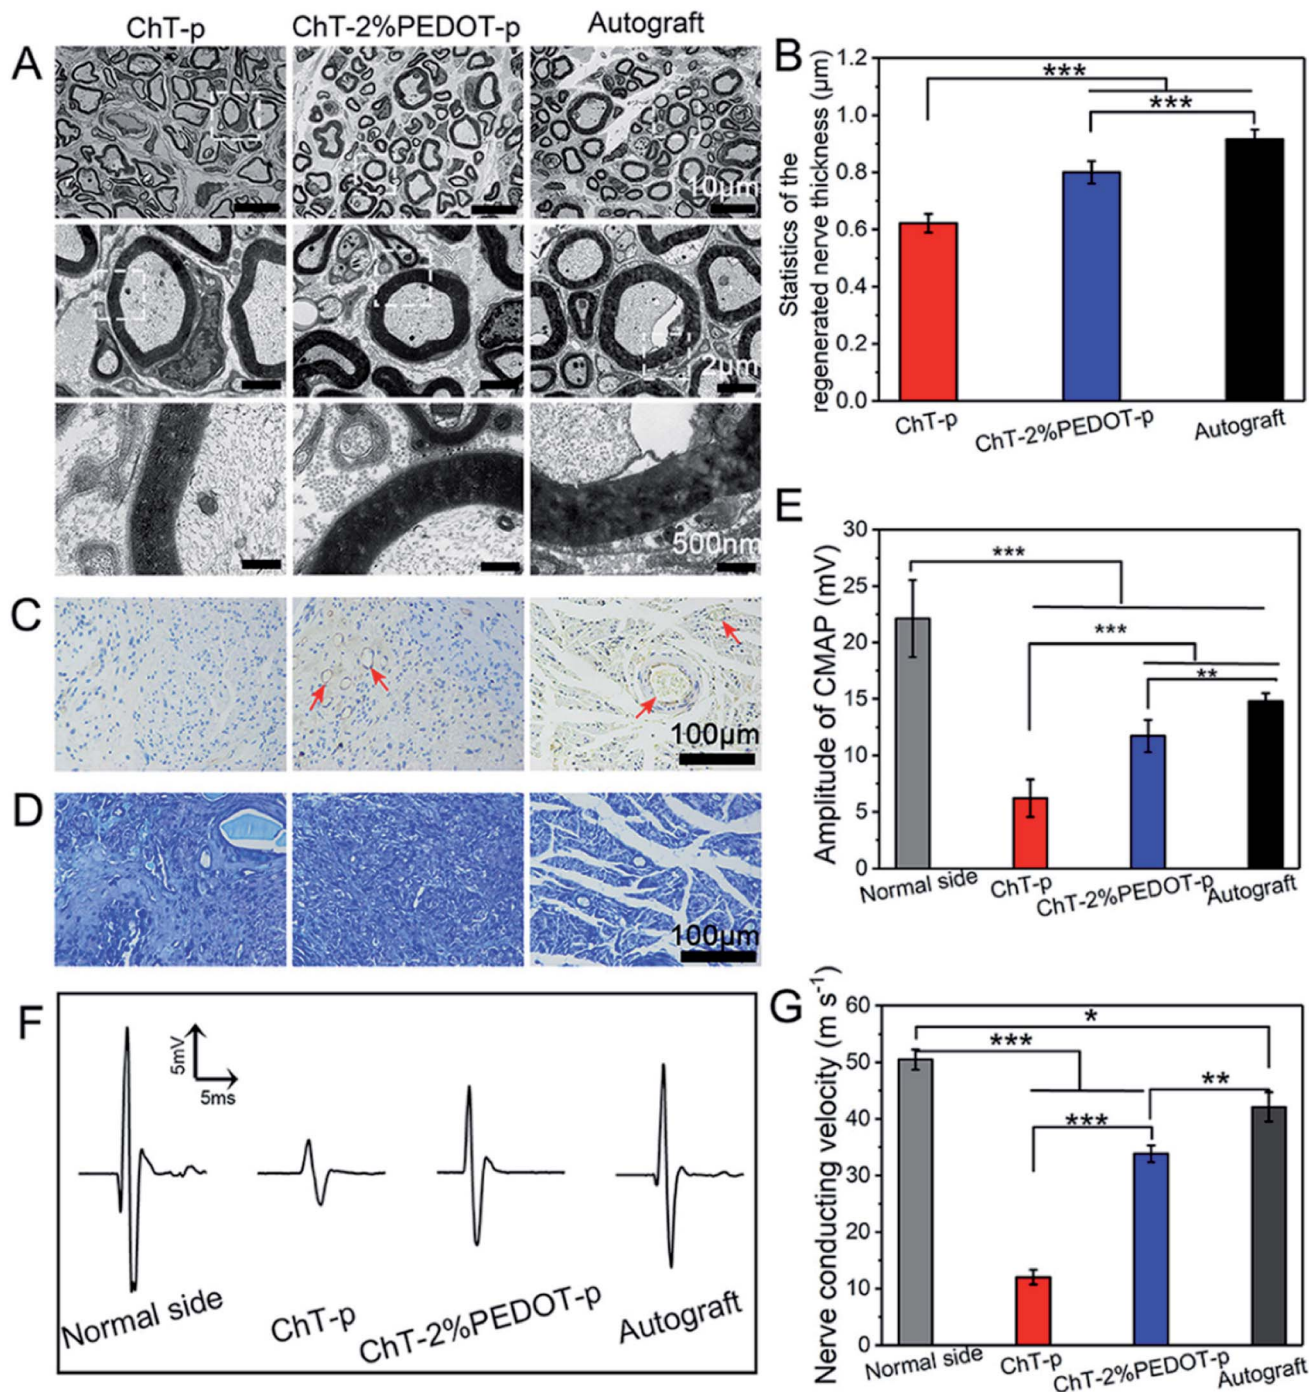 ChT-p ChT-2%PEDOT-p Autograft
A
10μm
2μm
500nm
B
Statistics of the
regenerated nerve thickness (μm)
1.2
1.0
0.8
0.6
0.4
0.2
0.0
***
***
ChT-p ChT-2%PEDOT-p Autograft
C
100μm
D
100μm
E
Amplitude of CMAP (mV)
30
25
20
15
10
5
0
***
***
**
Normal side ChT-p ChT-2%PEDOT-p Autograft
F
5mV
5ms
Normal side ChT-p ChT-2%PEDOT-p Autograft
G
Nerve conducting velocity (m s⁻¹)
60
50
40
30
20
10
0
*
***
**
***
Normal side ChT-p ChT-2%PEDOT-p Autograft